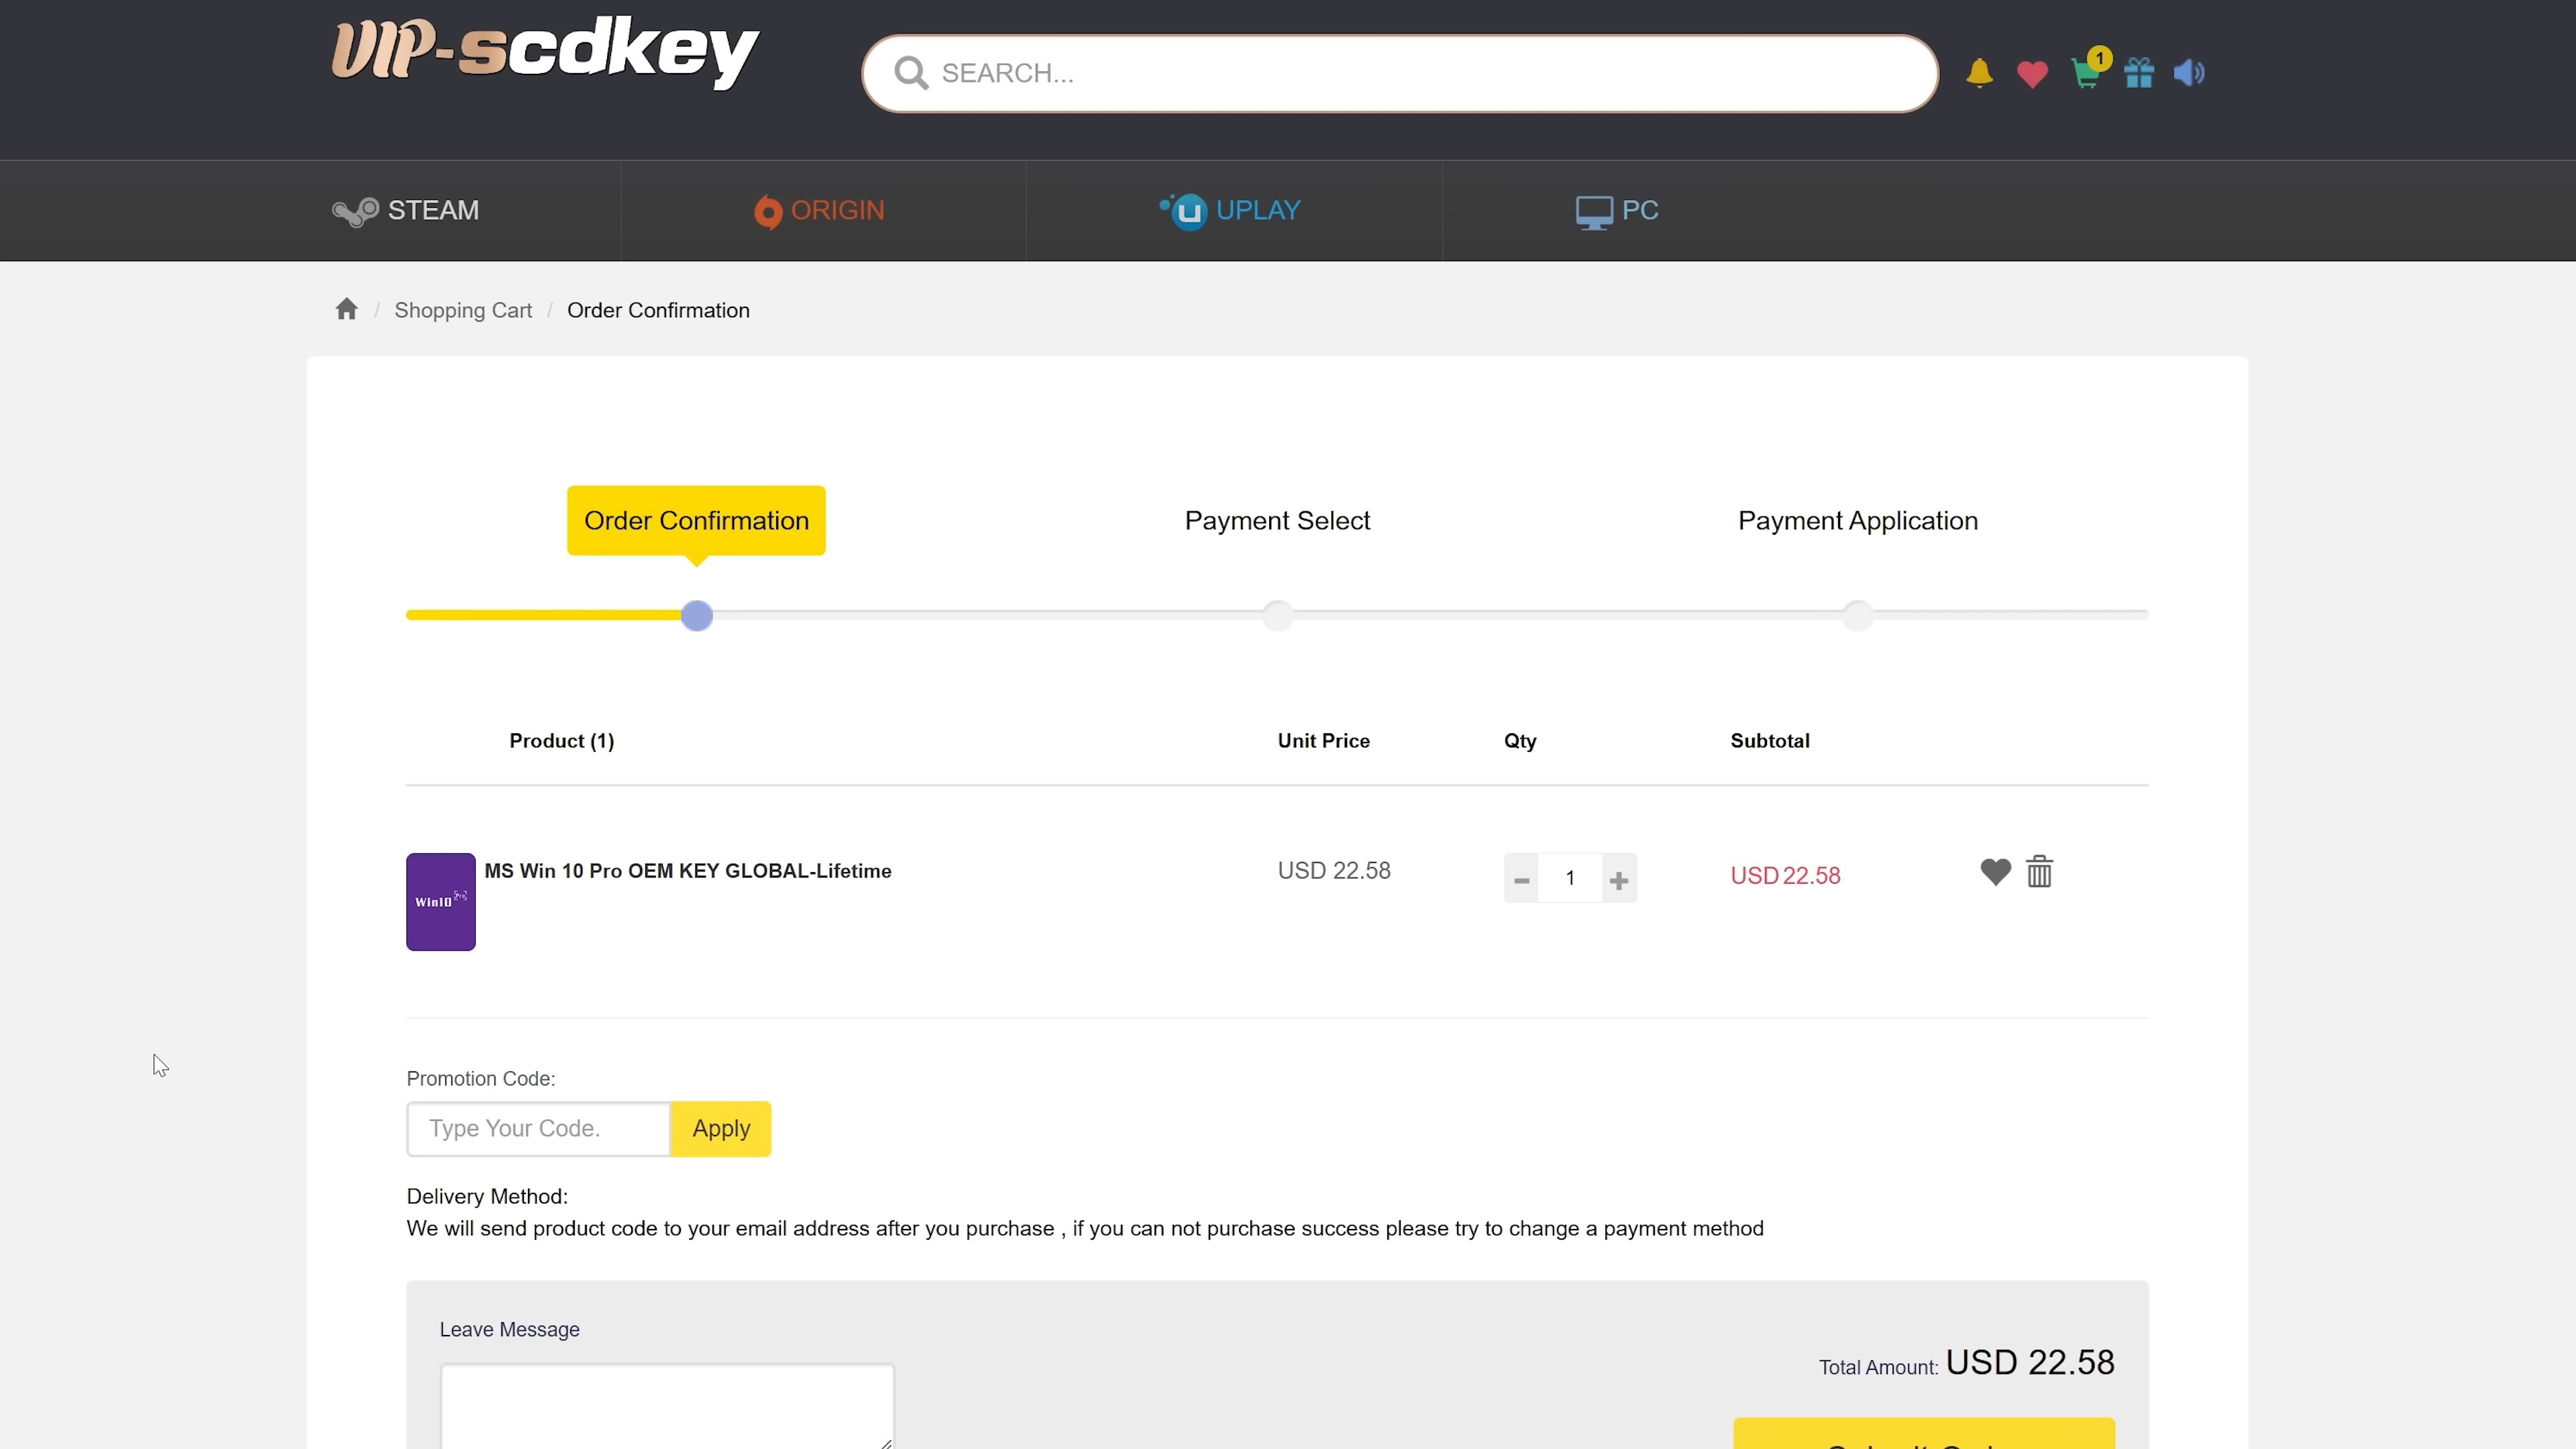 VIP-scdkey
SEARCH...
1
STEAM
ORIGIN
UPLAY
PC
/ Shopping Cart / Order Confirmation
Order Confirmation
Payment Select
Payment Application
Product (1)
Unit Price
Qty
Subtotal
MS Win 10 Pro OEM KEY GLOBAL-Lifetime
USD 22.58
1
USD 22.58
Win10 Pro
Promotion Code:
Type Your Code.
Apply
Delivery Method:
We will send product code to your email address after you purchase , if you can not purchase success please try to change a payment method
Leave Message
Total Amount: USD 22.58